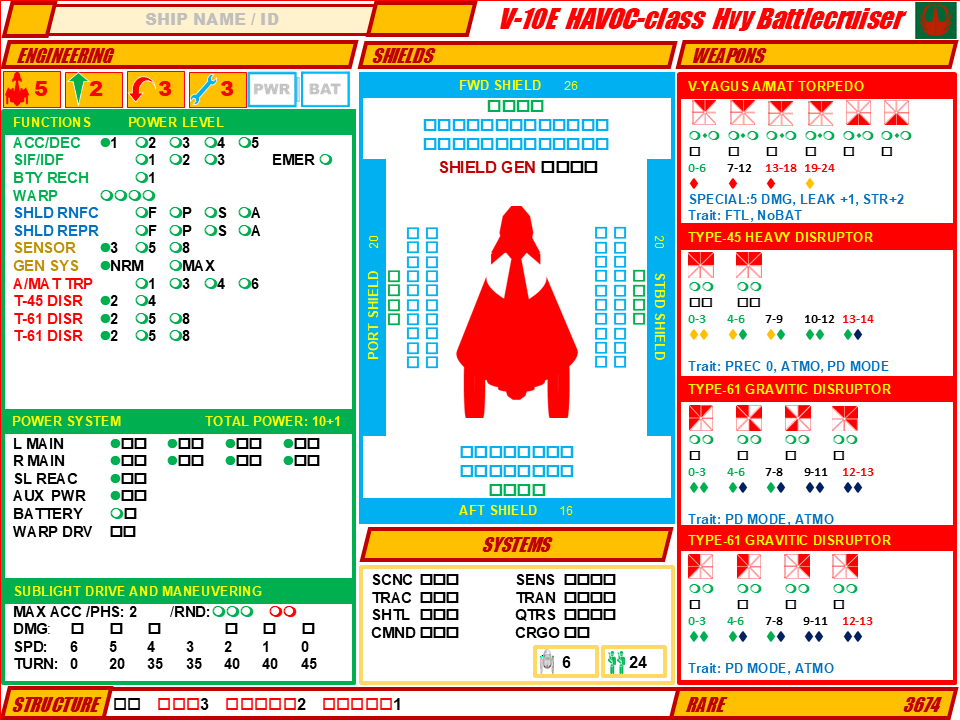 SHIP NAME / ID
V-10E HAVOC-class Hvy Battlecruiser
ENGINEERING
5 2 3 3 PWR BAT
FUNCTIONS POWER LEVEL
ACC/DEC 1 2 3 4 5
SIF/IDF 1 2 3 EMER
BTY RECH 1
WARP
SHLD RNFC F P S A
SHLD REPR F P S A
SENSOR 3 5 8
GEN SYS NRM MAX
A/MAT TRP 1 3 4 6
T-45 DISR 2 4
T-61 DISR 2 5 8
T-61 DISR 2 5 8
POWER SYSTEM TOTAL POWER: 10+1
L MAIN
R MAIN
SL REAC
AUX PWR
BATTERY
WARP DRV
SUBLIGHT DRIVE AND MANUVERING
MAX ACC /PHS: 2 /RND:
DMG:
SPD: 6 5 4 3 2 1 0
TURN: 0 20 35 35 40 40 45
SHIELDS
FWD SHIELD 26
SHIELD GEN
PORT SHIELD 20
STBD SHIELD 20
AFT SHIELD 16
SYSTEMS
SCNC SENS
TRAC TRAN
SHTL QTRS
CMND CRGO
6 24
WEAPONS
V-YAGUS A/MAT TORPEDO
0-6 7-12 13-18 19-24
SPECIAL:5 DMG, LEAK +1, STR+2
Trait: FTL, NoBAT
TYPE-45 HEAVY DISRUPTOR
0-3 4-6 7-9 10-12 13-14
Trait: PREC 0, ATMO, PD MODE
TYPE-61 GRAVITIC DISRUPTOR
0-3 4-6 7-8 9-11 12-13
Trait: PD MODE, ATMO
TYPE-61 GRAVITIC DISRUPTOR
0-3 4-6 7-8 9-11 12-13
Trait: PD MODE, ATMO
STRUCTURE 3 2 1
RARE 3674